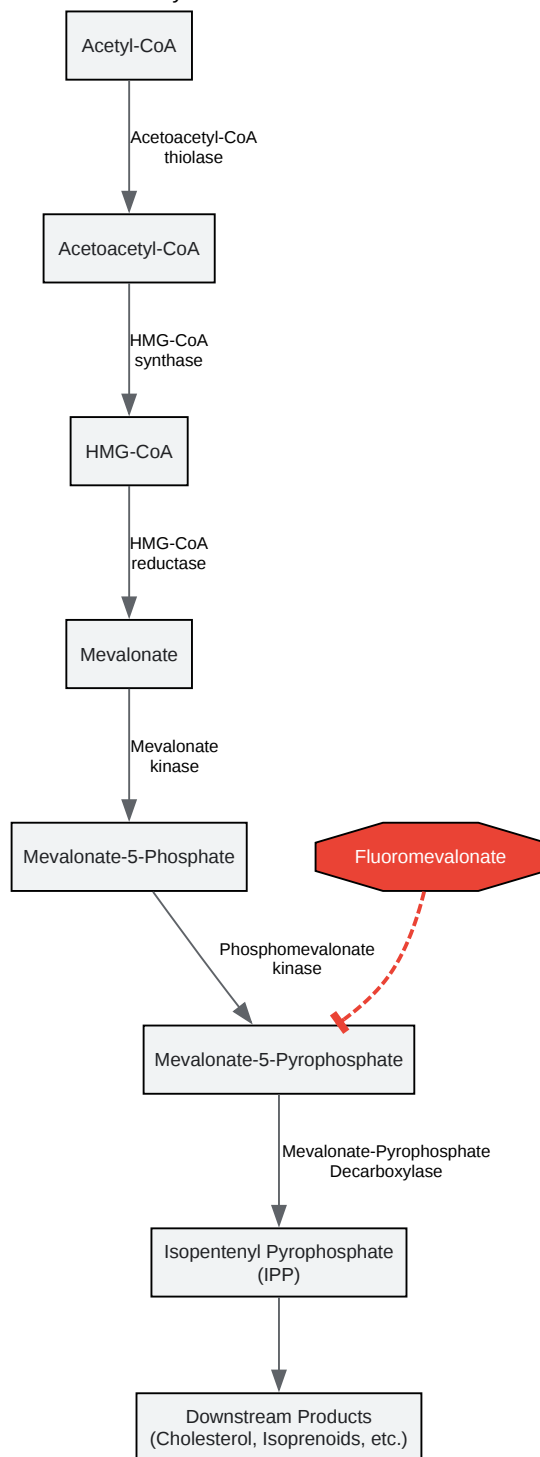 Acetyl-CoA
Acetoacetyl-CoA
thiolase
Acetoacetyl-CoA
HMG-CoA
synthase
HMG-CoA
HMG-CoA
reductase
Mevalonate
Mevalonate
kinase
Mevalonate-5-Phosphate
Fluoromevalonate
Phosphomevalonate
kinase
Mevalonate-5-Pyrophosphate
Mevalonate-Pyrophosphate
Decarboxylase
Isopentenyl Pyrophosphate
(IPP)
Downstream Products
(Cholesterol, Isoprenoids, etc.)